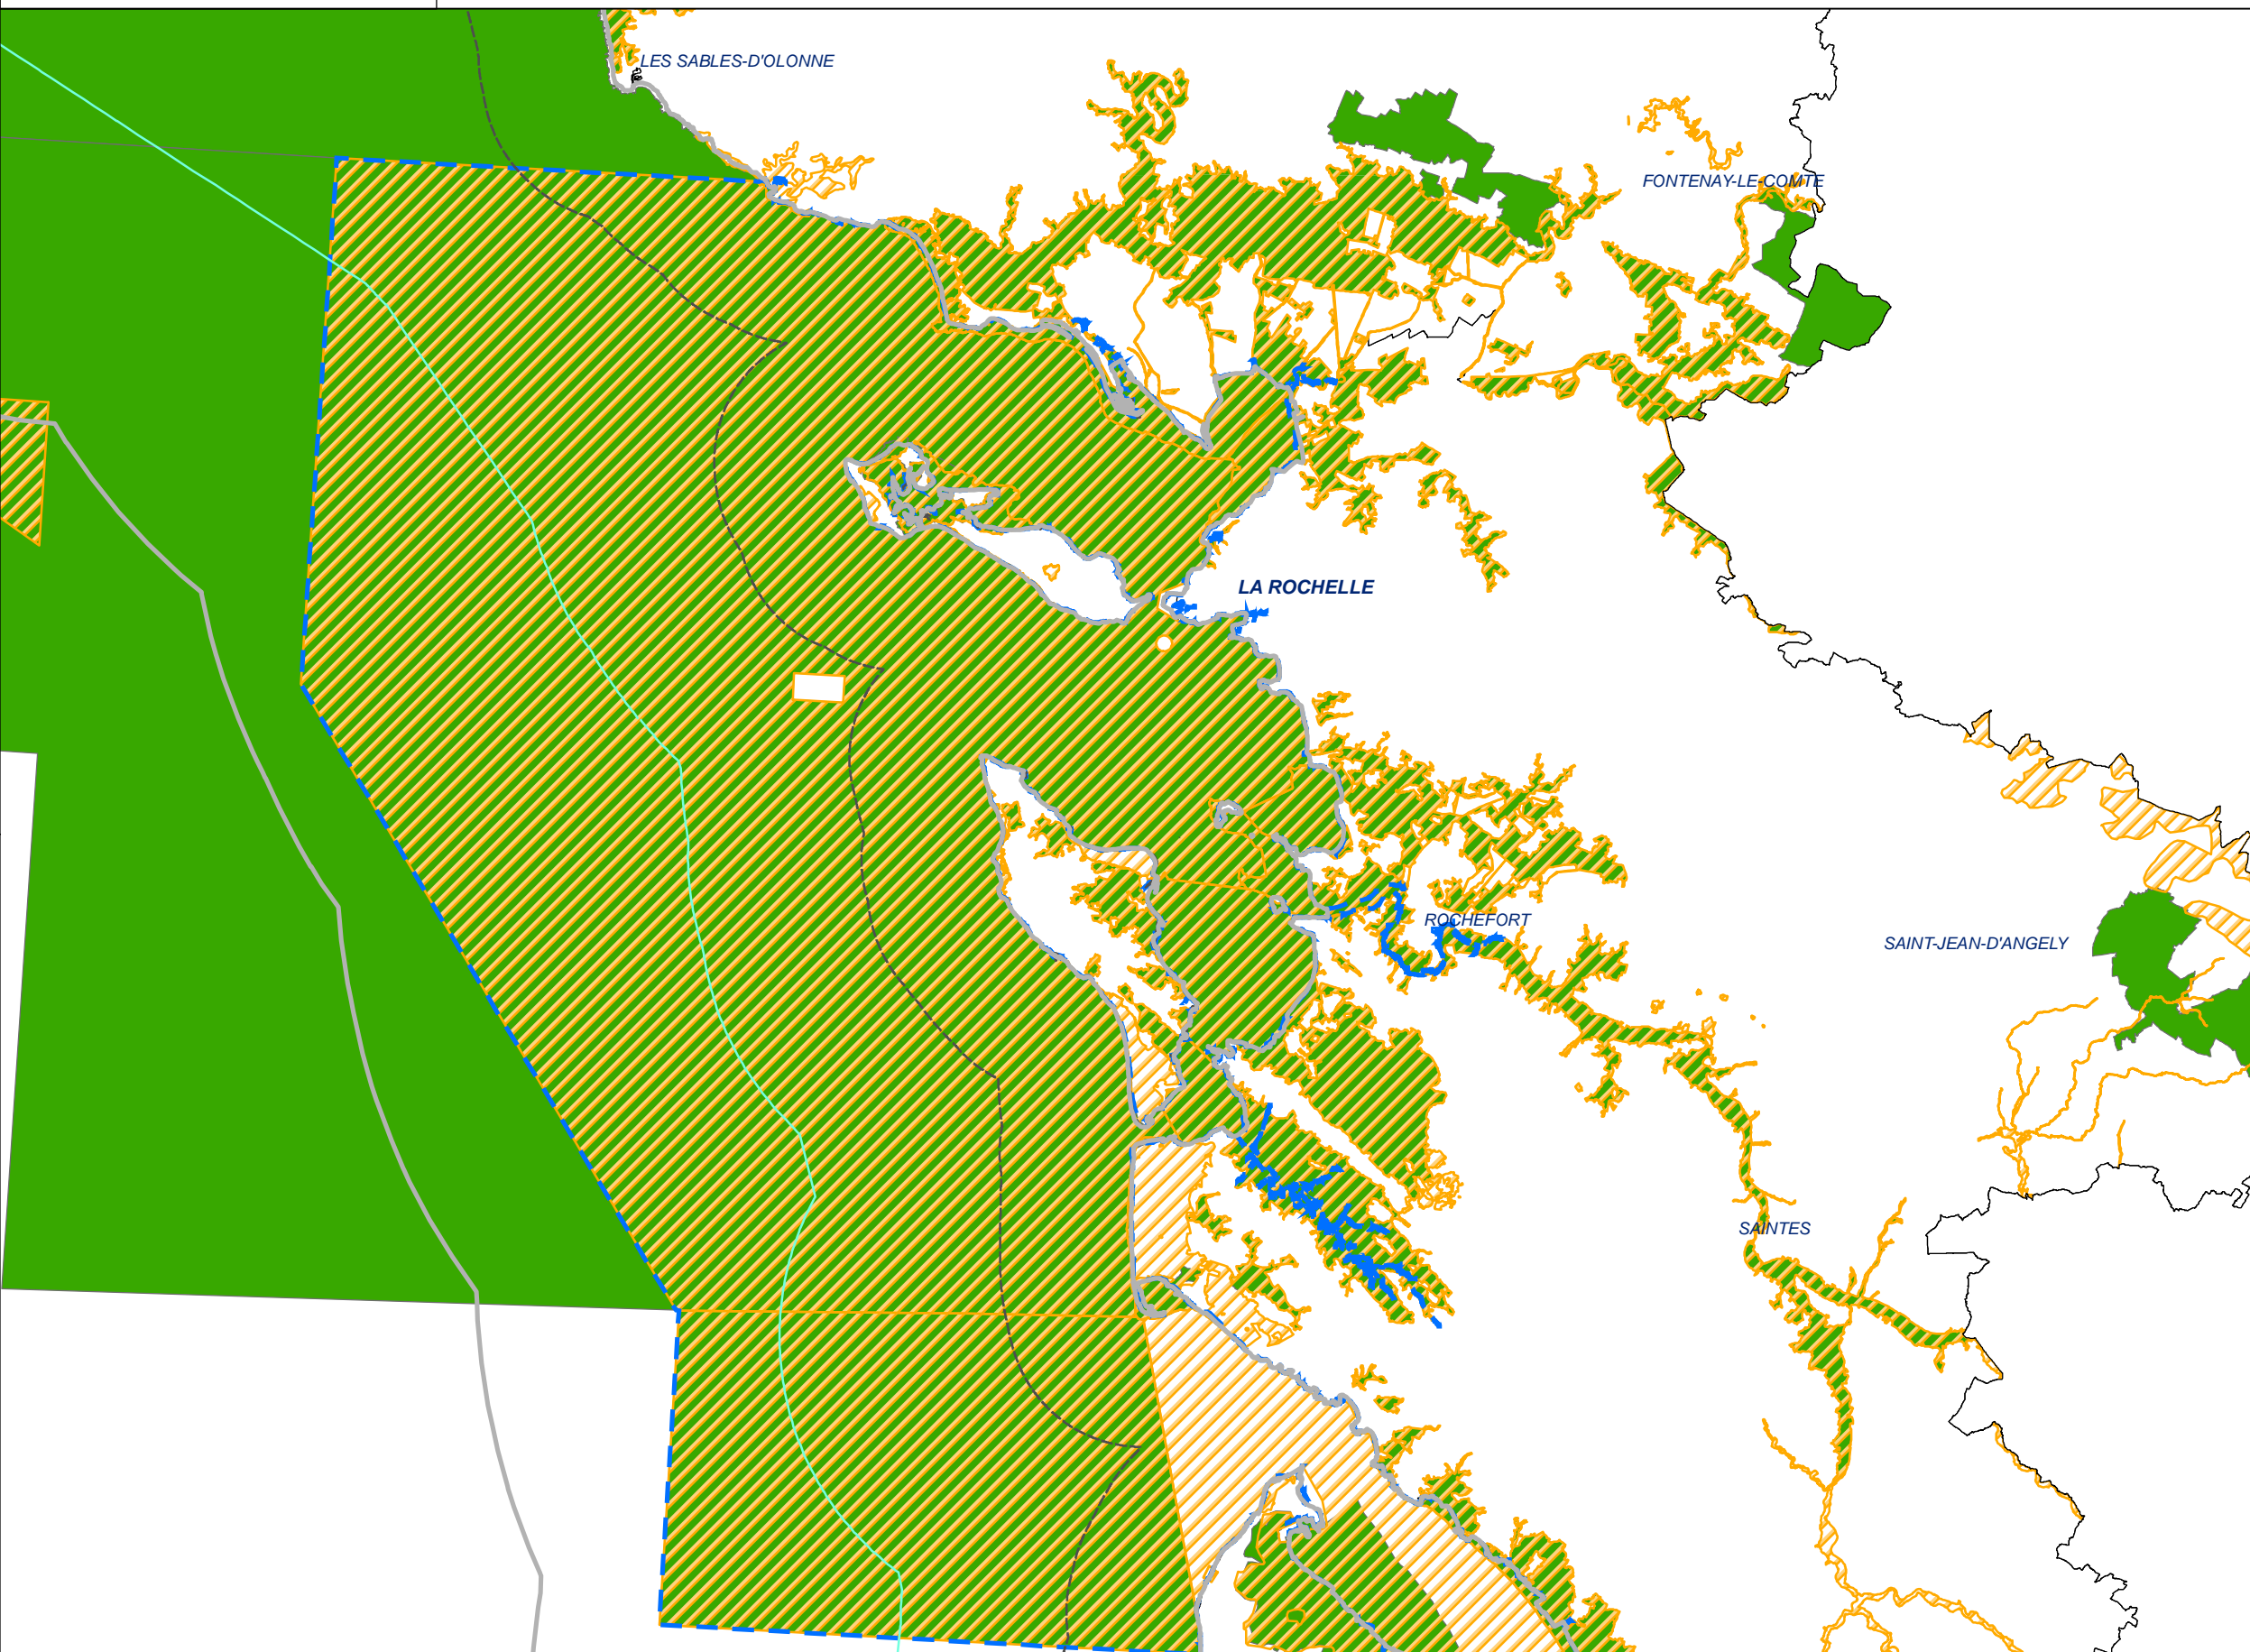 LES SABLES-D'OLONNE
FONTENAY-LE-COMTE
LA ROCHELLE
ROCHEFORT
SAINT-JEAN-D'ANGELY
SAINTES